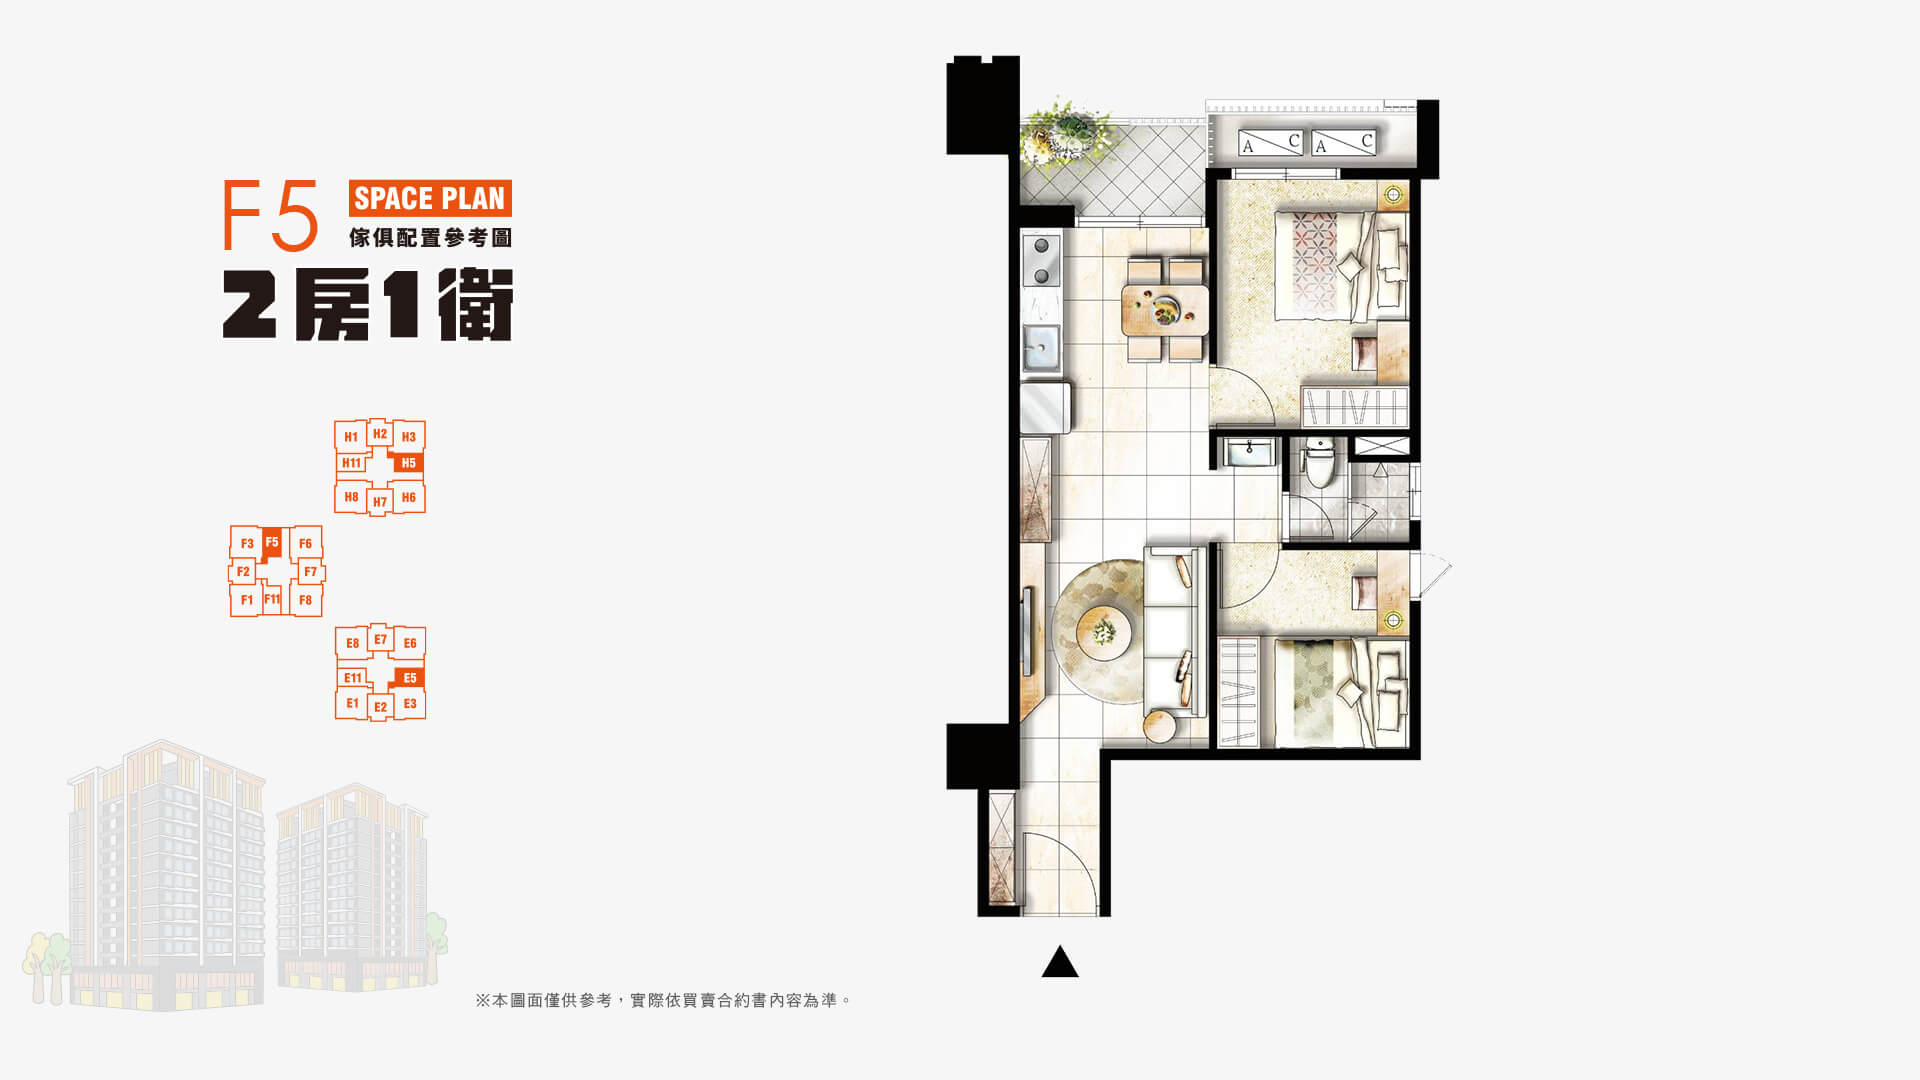 F5
SPACE PLAN
傢俱配置參考圖
2房1衛
H1 H2 H3
H11 H5
H8 H7 H6
F3 F5 F6
F2 F7
F1 F11 F8
E8 E7 E6
E11 E5
E1 E2 E3
A C A C
※本圖面僅供參考，實際依買賣合約書內容為準。